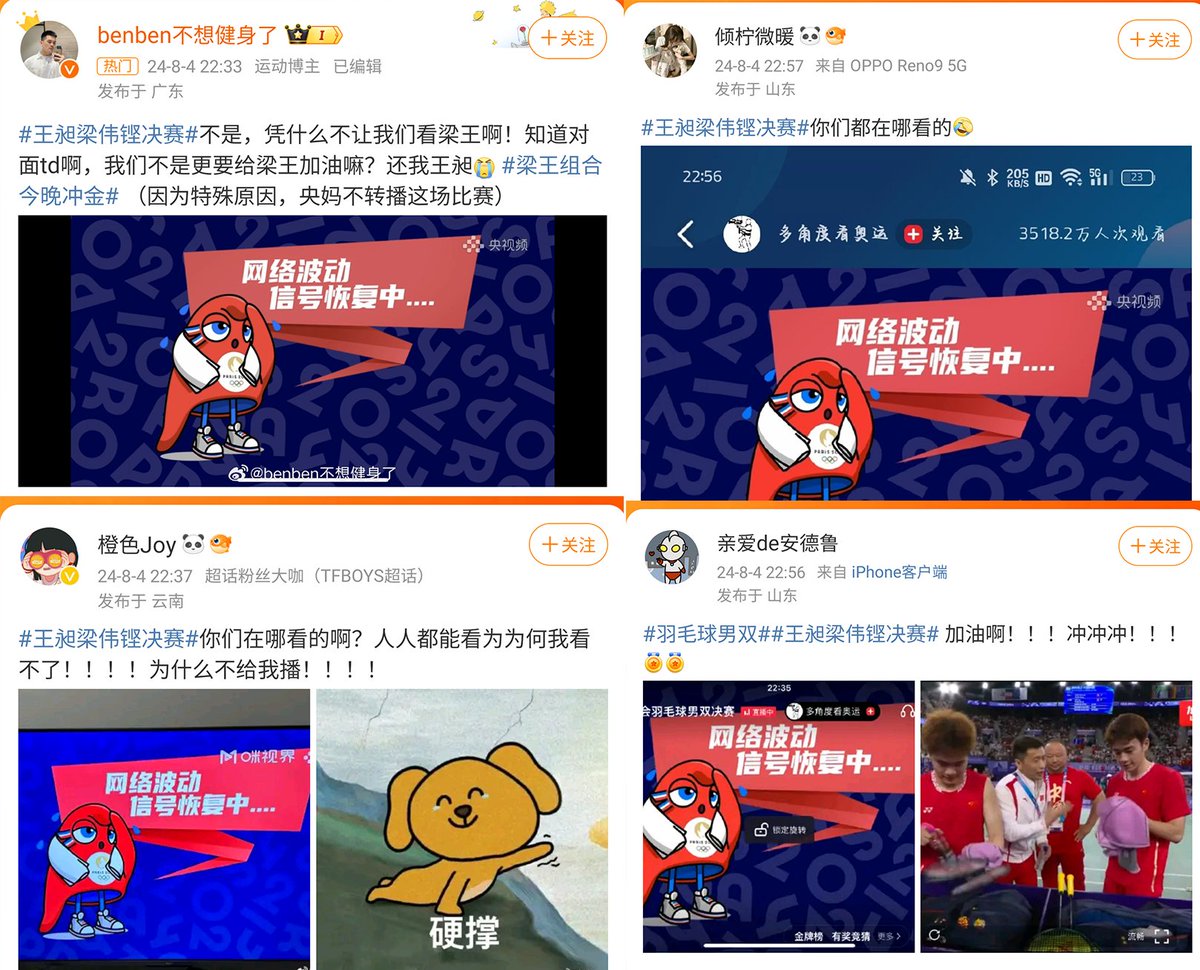 benben不想健身了
I
+关注
热门 24-8-4 22:33 运动博主 已编辑
发布于 广东
#王昶梁伟铿决赛#不是，凭什么不让我们看梁王啊！知道对
面td啊，我们不是更要给梁王加油嘛？还我王昶 #梁王组合
今晚冲金# （因为特殊原因，央妈不转播这场比赛）
央视频
网络波动
信号恢复中....
@benben不想健身了
倾柠微暖
+关注
24-8-4 22:57 来自 OPPO Reno9 5G
发布于 山东
#王昶梁伟铿决赛#你们都在哪看的
22:56
205 KB/S HD 5G 23
多角度看奥运 关注 3518.2万人次观看
央视频
网络波动
信号恢复中....
橙色Joy
+关注
24-8-4 22:37 超话粉丝大咖（TFBOYS超话）
发布于 云南
#王昶梁伟铿决赛#你们在哪看的啊？人人都能看为为何我看
不了！！！！为什么不给我播！！！！
咪视界
网络波动
信号恢复中....
硬撑
亲爱de安德鲁
+关注
24-8-4 22:56 来自 iPhone客户端
发布于 山东
#羽毛球男双##王昶梁伟铿决赛# 加油啊！！！冲冲冲！！！
22:35
会羽毛球男双决赛 直播中 多角度看奥运
网络波动
信号恢复中....
锁定旋转
金牌榜 有奖竞猜 更多
流畅